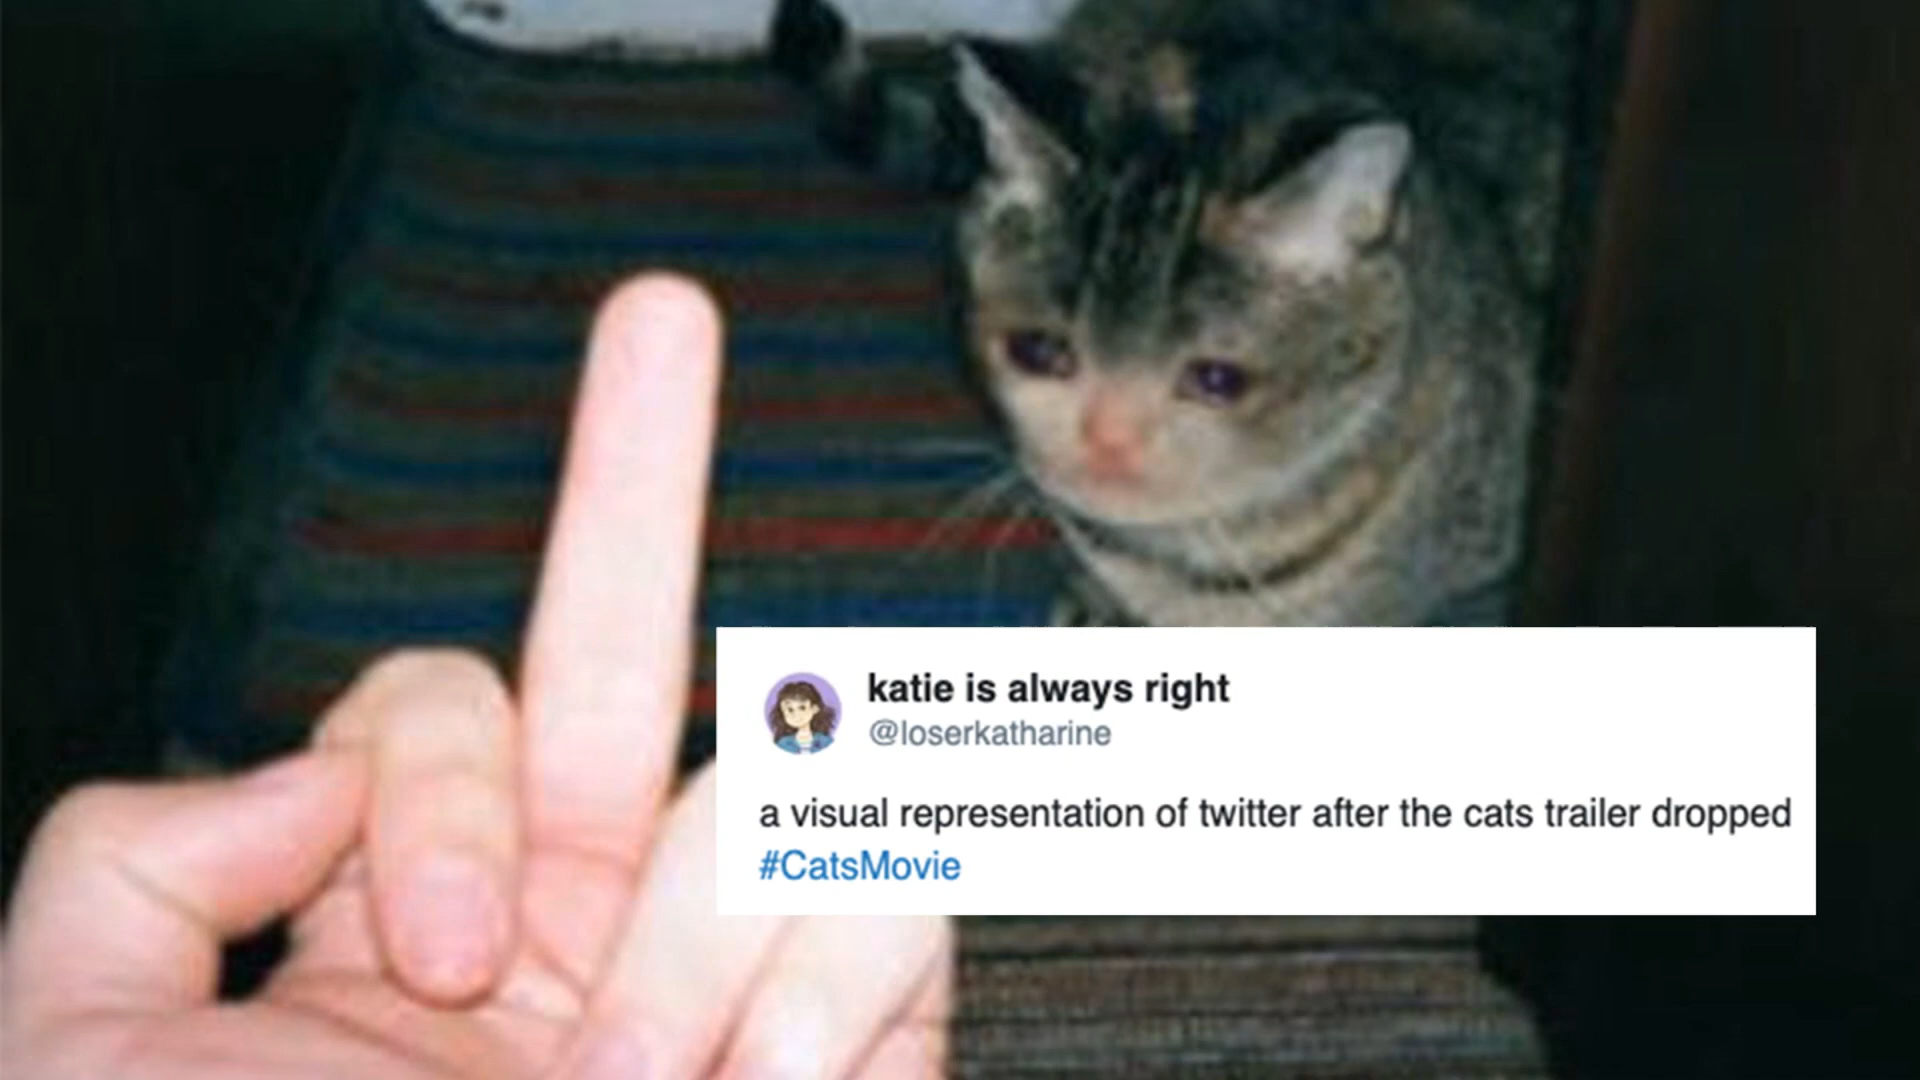 katie is always right
@loserkatharine
a visual representation of twitter after the cats trailer dropped
#CatsMovie